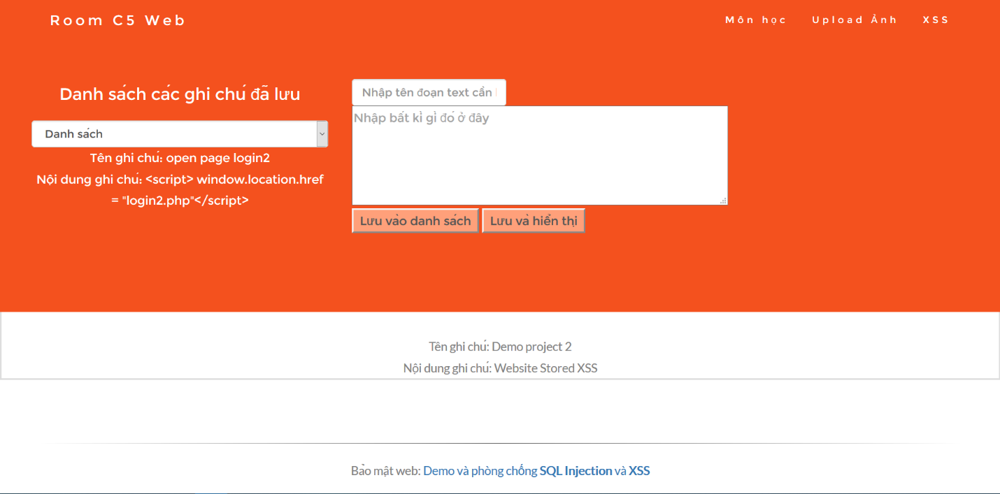 Room C5 Web
Môn học
Upload Ảnh
XSS
Danh sách các ghi chú đã lưu
Danh sách
Tên ghi chú: open page login2
Nội dung ghi chú: <script> window.location.href
= "login2.php"</script>
Nhập tên đoạn text cần
Nhập bất kì gì đó ở đây
Lưu vào danh sách
Lưu và hiển thị
Tên ghi chú: Demo project 2
Nội dung ghi chú: Website Stored XSS
Bảo mật web: Demo và phòng chống SQL Injection và XSS